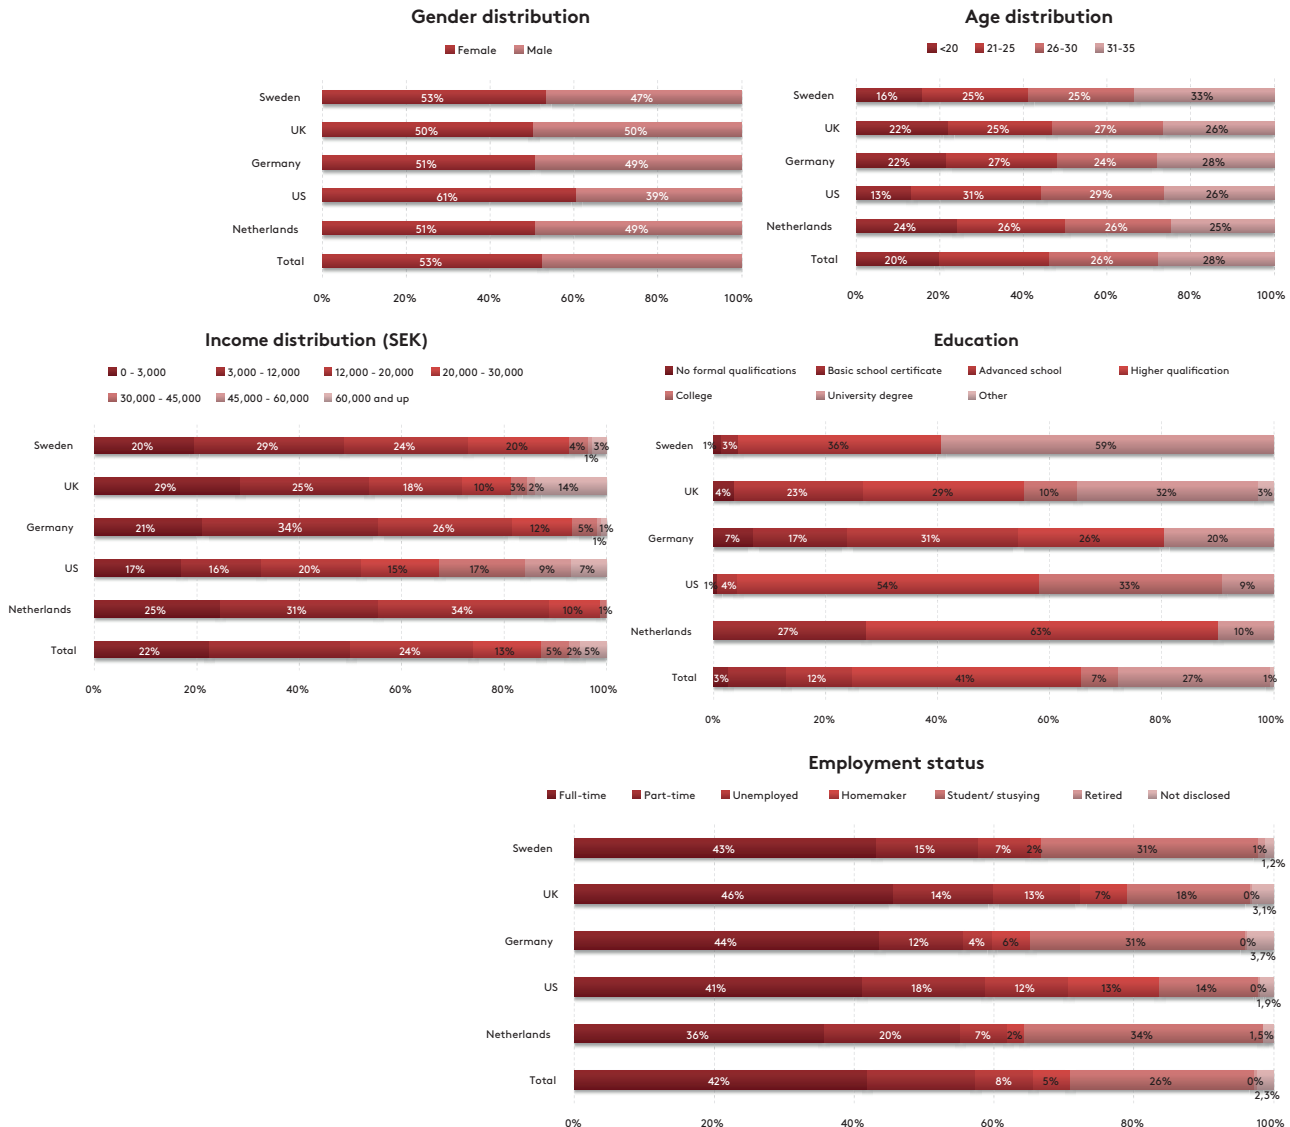 Gender distribution
Female Male
Sweden 53% 47%
UK 50% 50%
Germany 51% 49%
US 61% 39%
Netherlands 51% 49%
Total 53%
0% 20% 40% 60% 80% 100%
Age distribution
<20 21-25 26-30 31-35
Sweden 16% 25% 25% 33%
UK 22% 25% 27% 26%
Germany 22% 27% 24% 28%
US 13% 31% 29% 26%
Netherlands 24% 26% 26% 25%
Total 20% 26% 28%
0% 20% 40% 60% 80% 100%
Income distribution (SEK)
0 - 3,000 3,000 - 12,000 12,000 - 20,000 20,000 - 30,000
30,000 - 45,000 45,000 - 60,000 60,000 and up
Sweden 20% 29% 24% 20% 4% 3%
1%
UK 29% 25% 18% 10% 3% 2% 14%
Germany 21% 34% 26% 12% 5% 1%
1%
US 17% 16% 20% 15% 17% 9% 7%
Netherlands 25% 31% 34% 10% 1%
Total 22% 24% 13% 5% 2% 5%
0% 20% 40% 60% 80% 100%
Education
No formal qualifications Basic school certificate Advanced school Higher qualification
College University degree Other
Sweden 1% 3% 36% 59%
UK 4% 23% 29% 10% 32% 3%
Germany 7% 17% 31% 26% 20%
US 1% 4% 54% 33% 9%
Netherlands 27% 63% 10%
Total 3% 12% 41% 7% 27% 1%
0% 20% 40% 60% 80% 100%
Employment status
Full-time Part-time Unemployed Homemaker Student/ stusying Retired Not disclosed
Sweden 43% 15% 7% 2% 31% 1%
1,2%
UK 46% 14% 13% 7% 18% 0%
3,1%
Germany 44% 12% 4% 6% 31% 0%
3,7%
US 41% 18% 12% 13% 14% 0%
1,9%
Netherlands 36% 20% 7% 2% 34% 1,5%
Total 42% 8% 5% 26% 0%
2,3%
0% 20% 40% 60% 80% 100%